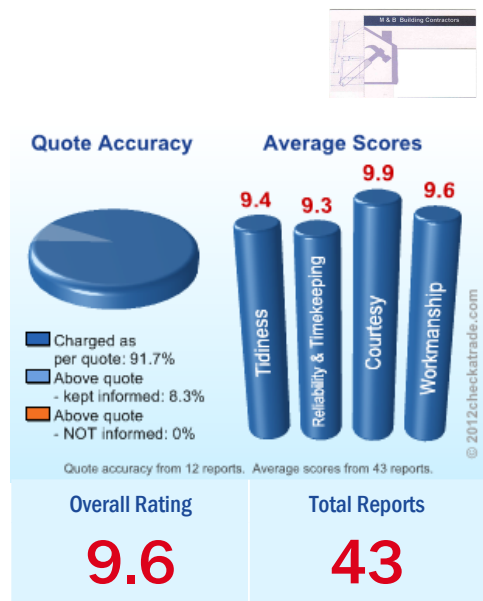 M & B Building Contractors
Quote Accuracy
Average Scores
9.4
9.3
9.9
9.6
Tidiness
Reliability & Timekeeping
Courtesy
Workmanship
Charged as
per quote: 91.7%
Above quote
- kept informed: 8.3%
Above quote
- NOT informed: 0%
© 2012checkatrade.com
Quote accuracy from 12 reports. Average scores from 43 reports.
Overall Rating
Total Reports
9.6
43